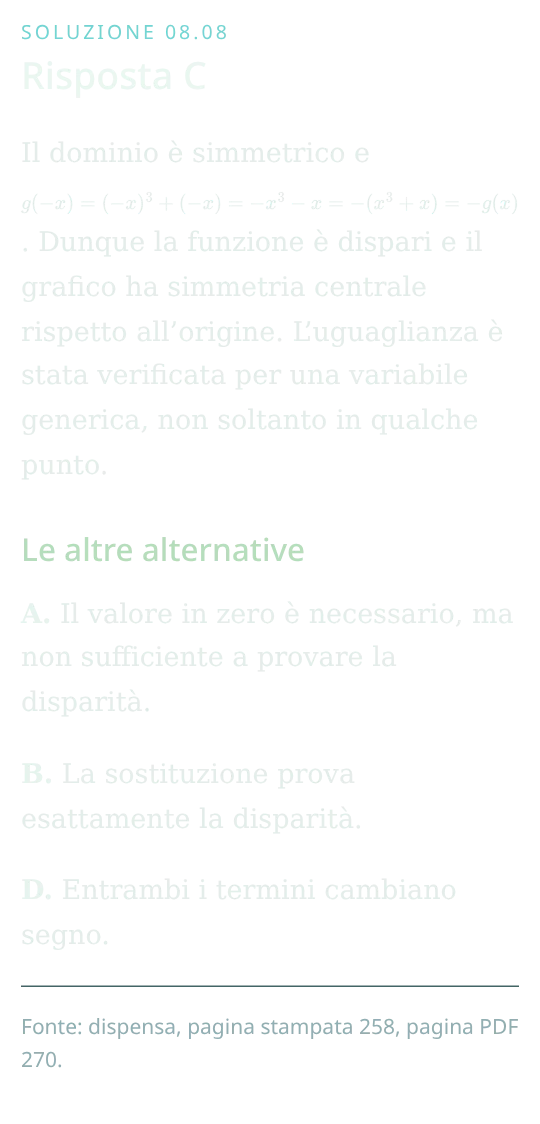 SOLUZIONE 08.08
Risposta C
Il dominio è simmetrico e
g(−x) = (−x)³ + (−x) = −x³ − x = −(x³ + x) = −g(x)
. Dunque la funzione è dispari e il
grafico ha simmetria centrale
rispetto all’origine. L’uguaglianza è
stata verificata per una variabile
generica, non soltanto in qualche
punto.
Le altre alternative
A. Il valore in zero è necessario, ma
non sufficiente a provare la
disparità.
B. La sostituzione prova
esattamente la disparità.
D. Entrambi i termini cambiano
segno.
Fonte: dispensa, pagina stampata 258, pagina PDF
270.